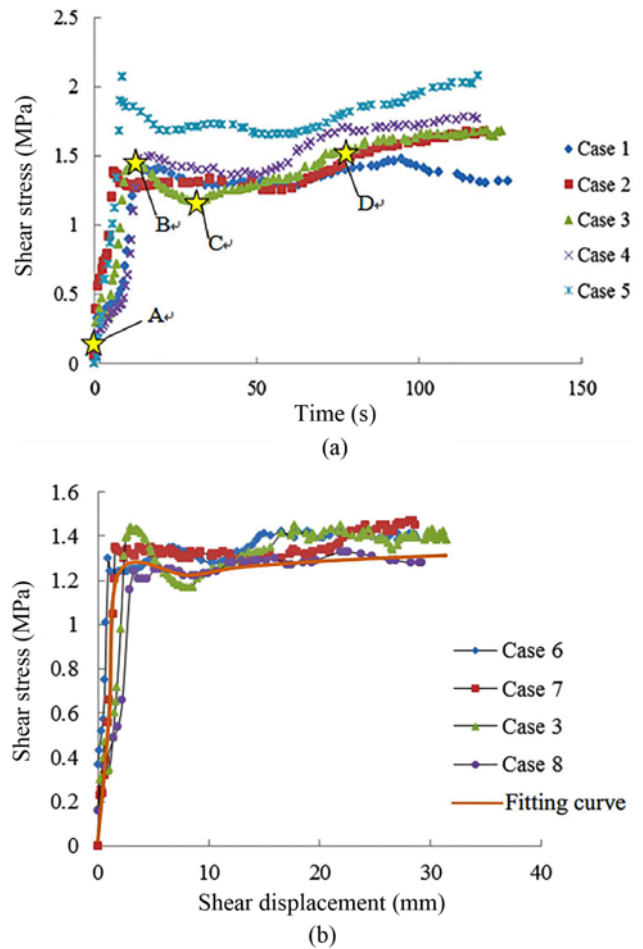 2.5
2
1.5
1
0.5
0
0
50
100
150
Shear stress (MPa)
Time (s)
A↵
B↵
C↵
D↵
Case 1
Case 2
Case 3
Case 4
Case 5
(a)
1.6
1.4
1.2
1
0.8
0.6
0.4
0.2
0
0
10
20
30
40
Shear stress (MPa)
Shear displacement (mm)
Case 6
Case 7
Case 3
Case 8
Fitting curve
(b)